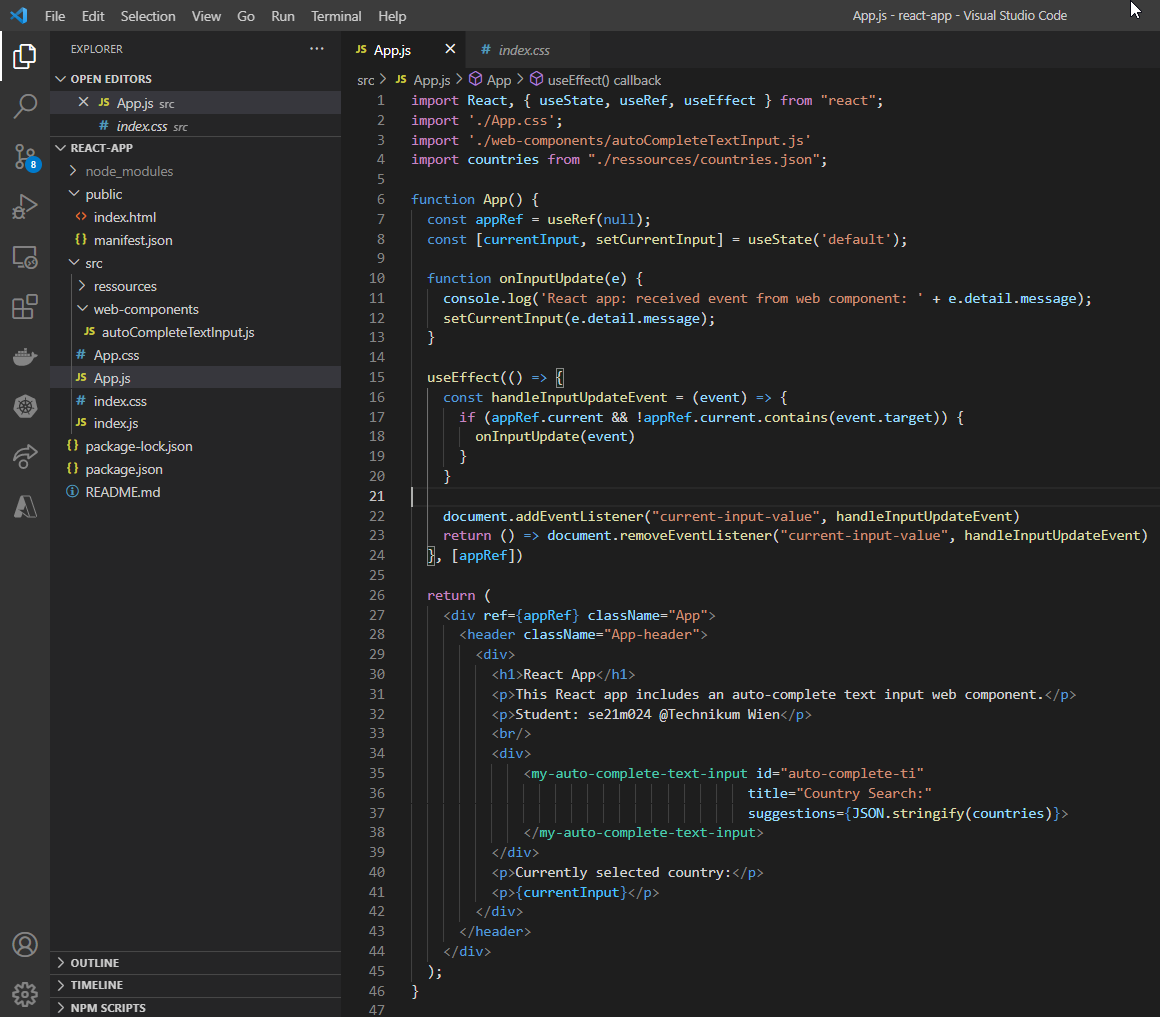 File Edit Selection View Go Run Terminal Help
App.js - react-app - Visual Studio Code
EXPLORER
OPEN EDITORS
JS App.js src
# index.css src
REACT-APP
node_modules
public
<> index.html
{} manifest.json
src
ressources
web-components
JS autoCompleteTextInput.js
# App.css
JS App.js
# index.css
JS index.js
{} package-lock.json
{} package.json
README.md
OUTLINE
TIMELINE
NPM SCRIPTS
8
JS App.js # index.css
src > JS App.js > App > useEffect() callback
1 import React, { useState, useRef, useEffect } from "react";
2 import './App.css';
3 import './web-components/autoCompleteTextInput.js'
4 import countries from "./ressources/countries.json";
5
6 function App() {
7 const appRef = useRef(null);
8 const [currentInput, setCurrentInput] = useState('default');
9
10 function onInputUpdate(e) {
11 console.log('React app: received event from web component: ' + e.detail.message);
12 setCurrentInput(e.detail.message);
13 }
14
15 useEffect(() => {
16 const handleInputUpdateEvent = (event) => {
17 if (appRef.current && !appRef.current.contains(event.target)) {
18 onInputUpdate(event)
19 }
20 }
21
22 document.addEventListener("current-input-value", handleInputUpdateEvent)
23 return () => document.removeEventListener("current-input-value", handleInputUpdateEvent)
24 }, [appRef])
25
26 return (
27 <div ref={appRef} className="App">
28 <header className="App-header">
29 <div>
30 <h1>React App</h1>
31 <p>This React app includes an auto-complete text input web component.</p>
32 <p>Student: se21m024 @Technikum Wien</p>
33 <br/>
34 <div>
35 <my-auto-complete-text-input id="auto-complete-ti"
36 title="Country Search:"
37 suggestions={JSON.stringify(countries)}>
38 </my-auto-complete-text-input>
39 </div>
40 <p>Currently selected country:</p>
41 <p>{currentInput}</p>
42 </div>
43 </header>
44 </div>
45 );
46 }
47